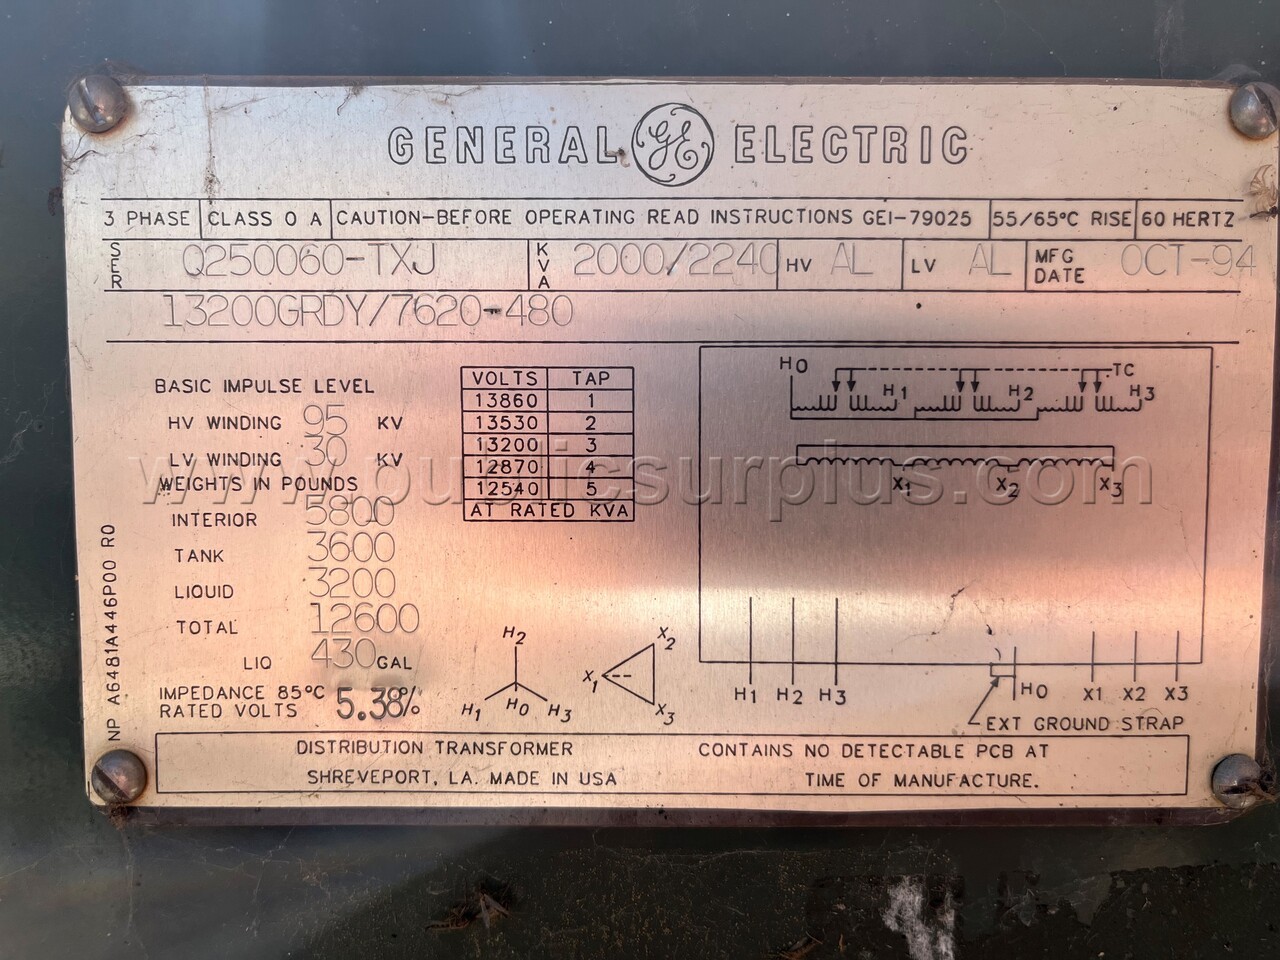 GENERAL GE ELECTRIC
3 PHASE CLASS O A CAUTION-BEFORE OPERATING READ INSTRUCTIONS GEI-79025 55/65°C RISE 60 HERTZ
SER Q250060-TXJ KVA 2000/2240 HV AL LV AL MFG DATE OCT-94
13200GRDY/7620-480
BASIC IMPULSE LEVEL
HV WINDING 95 KV
LV WINDING 30 KV
WEIGHTS IN POUNDS
INTERIOR 5800
TANK 3600
LIQUID 3200
TOTAL 12600
LIQ 430 GAL
IMPEDANCE 85°C
RATED VOLTS 5.38%
VOLTS TAP
13860 1
13530 2
13200 3
12870 4
12540 5
AT RATED KVA
H0 TC
H1 H2 H3
X1 X2 X3
H2
H1 H0 H3
X2
X1
X3
H1 H2 H3 H0 X1 X2 X3
EXT GROUND STRAP
NP A6481A446P00 R0
DISTRIBUTION TRANSFORMER
SHREVEPORT, LA. MADE IN USA
CONTAINS NO DETECTABLE PCB AT
TIME OF MANUFACTURE.
www.publicsurplus.com